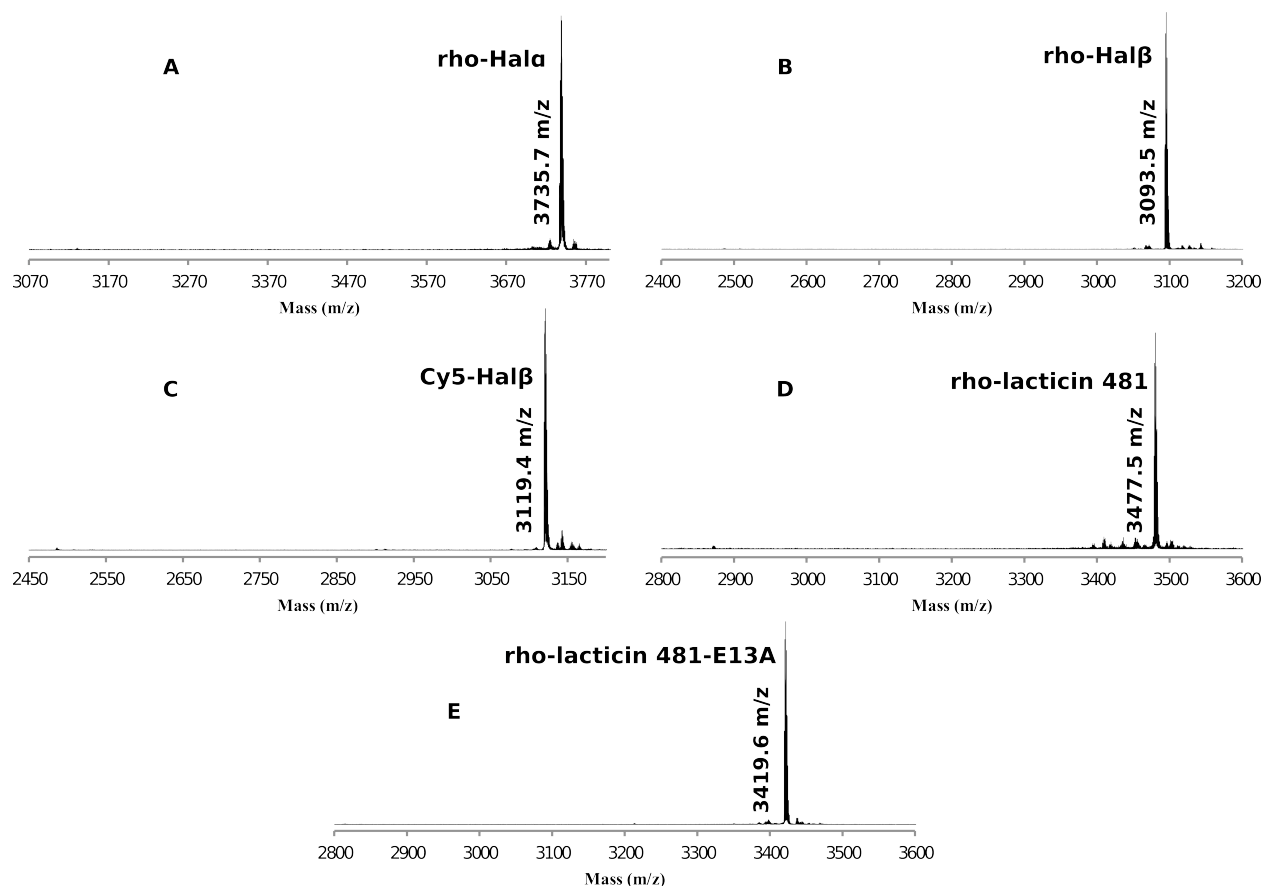 A
rho-Halα
3735.7 m/z
3070 3170 3270 3370 3470 3570 3670 3770
Mass (m/z)
B
rho-Halβ
3093.5 m/z
2400 2500 2600 2700 2800 2900 3000 3100 3200
Mass (m/z)
C
Cy5-Halβ
3119.4 m/z
2450 2550 2650 2750 2850 2950 3050 3150
Mass (m/z)
D
rho-lacticin 481
3477.5 m/z
2800 2900 3000 3100 3200 3300 3400 3500 3600
Mass (m/z)
E
rho-lacticin 481-E13A
3419.6 m/z
2800 2900 3000 3100 3200 3300 3400 3500 3600
Mass (m/z)